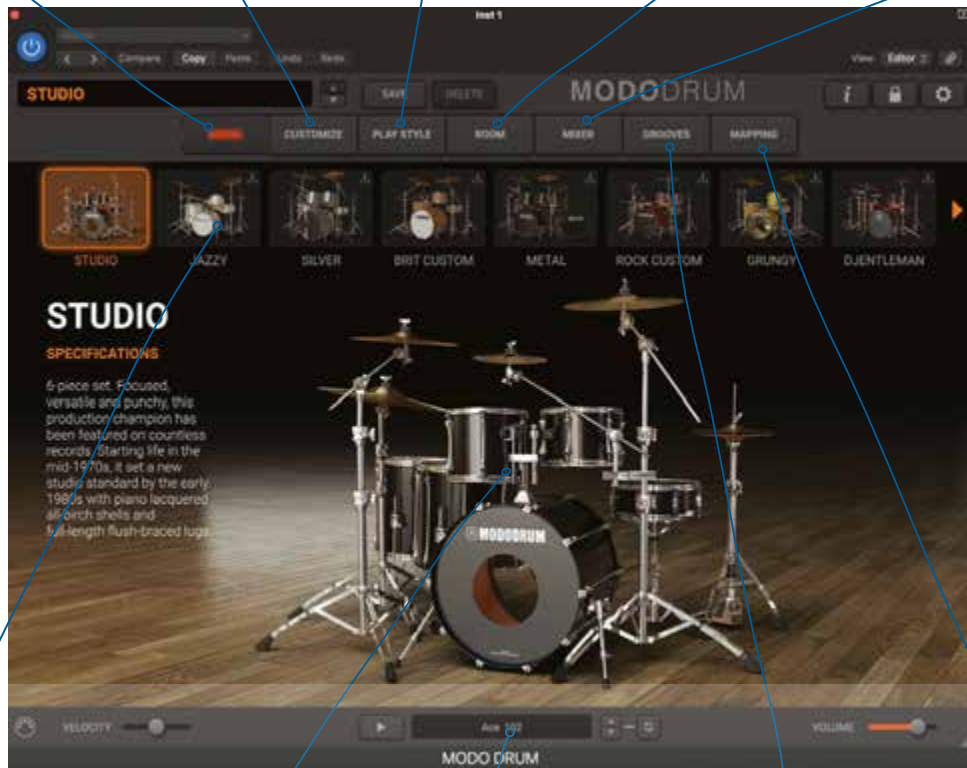 Inst 1
Compare Copy Paste Undo Redo
View: Editor
STUDIO
SAVE DELETE
MODO DRUM
i
CUSTOMIZE PLAY STYLE ROOM MIXER GROOVES MAPPING
STUDIO JAZZY SILVER BRIT CUSTOM METAL ROCK CUSTOM GRUNGY DJENTLEMAN
STUDIO
SPECIFICATIONS
6-piece set. Focused,
versatile and punchy, this
production champion has
been featured on countless
records. Starting life in the
mid-1970s, it set a new
studio standard by the early
1980s with piano lacquered
all-birch shells and
full-length flush-braced lugs.
MODODRUM
VELOCITY
Ace 102
VOLUME
MODO DRUM